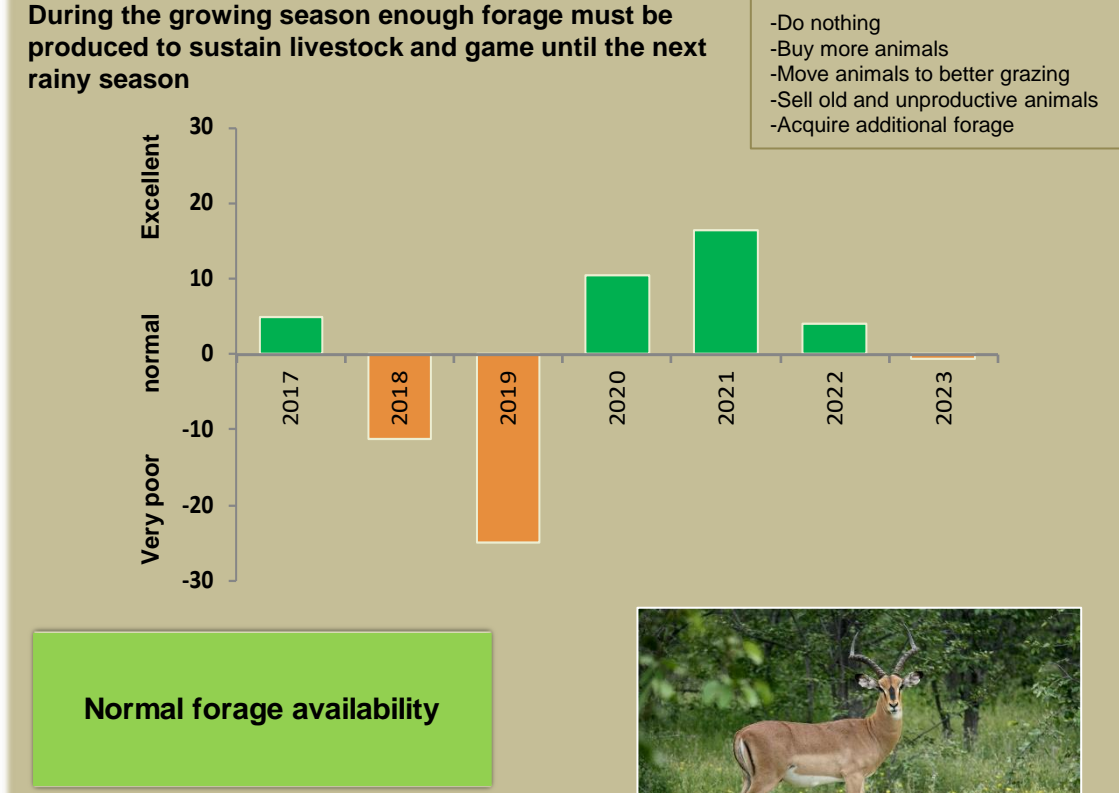 During the growing season enough forage must be
produced to sustain livestock and game until the next
rainy season
-Do nothing
-Buy more animals
-Move animals to better grazing
-Sell old and unproductive animals
-Acquire additional forage
Excellent
normal
Very poor
30
20
10
0
-10
-20
-30
2017
2018
2019
2020
2021
2022
2023
Normal forage availability